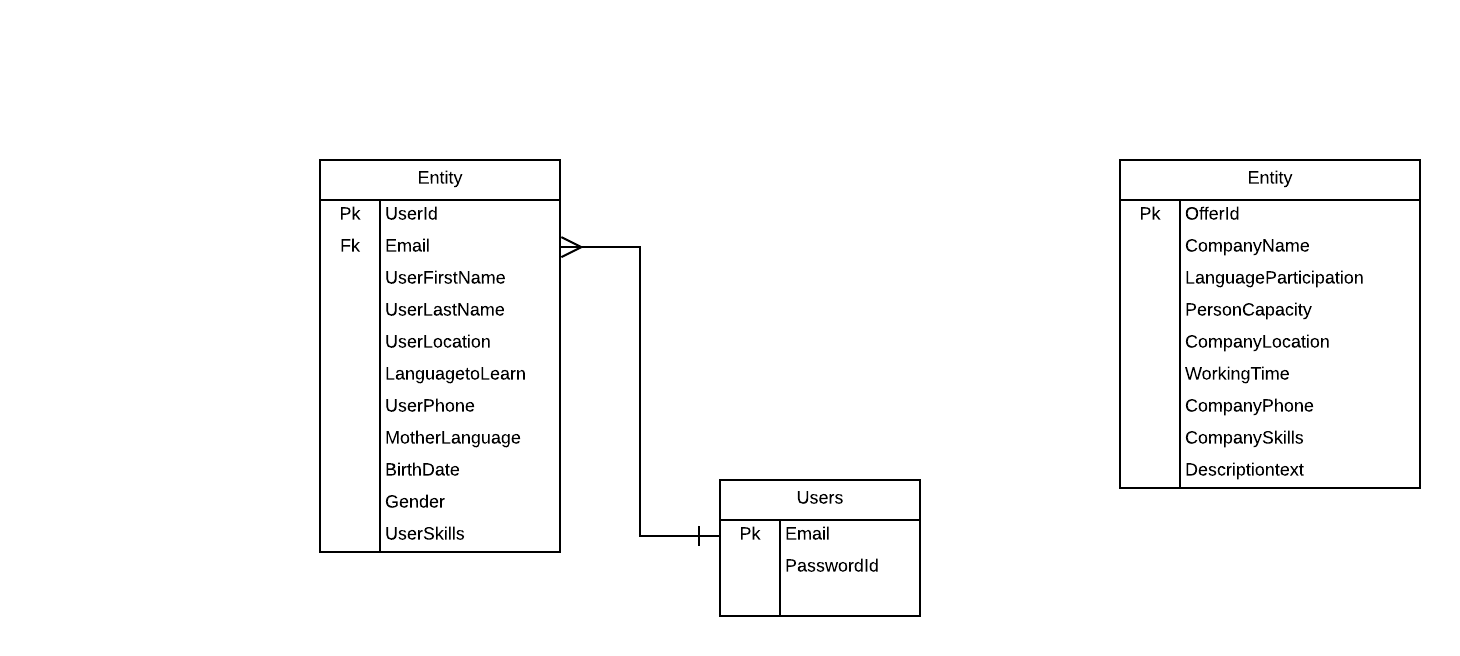 Entity
Pk UserId
Fk Email
UserFirstName
UserLastName
UserLocation
LanguagetoLearn
UserPhone
MotherLanguage
BirthDate
Gender
UserSkills
Users
Pk Email
PasswordId
Entity
Pk OfferId
CompanyName
LanguageParticipation
PersonCapacity
CompanyLocation
WorkingTime
CompanyPhone
CompanySkills
Descriptiontext